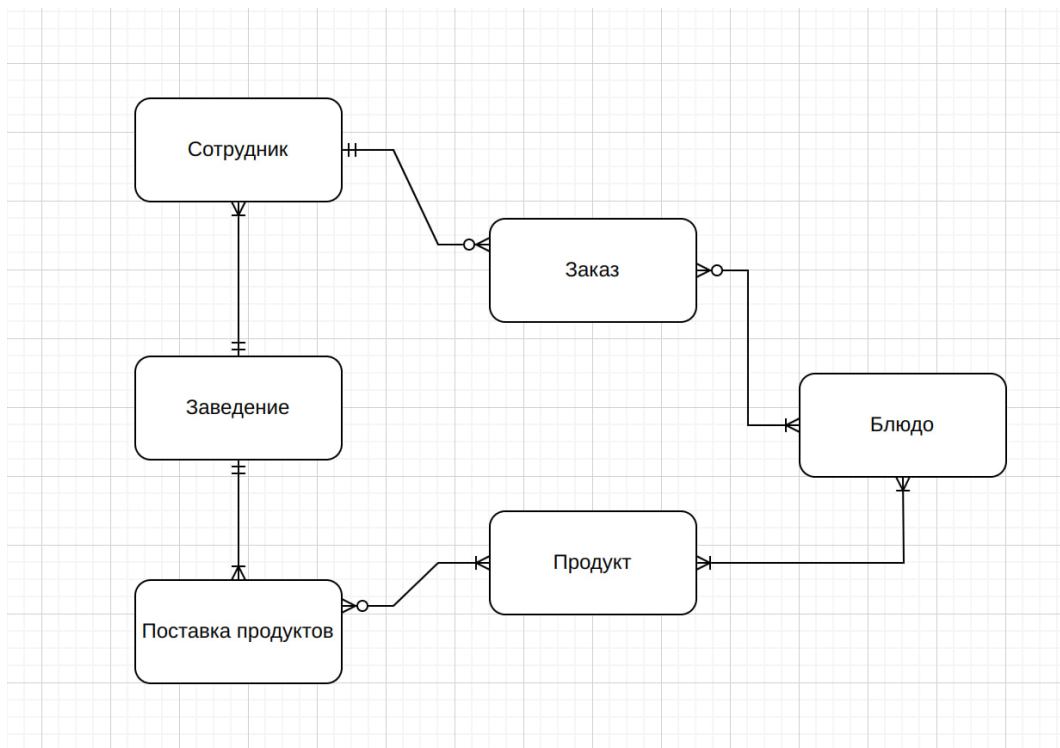 Сотрудник
Заказ
Заведение
Блюдо
Продукт
Поставка продуктов